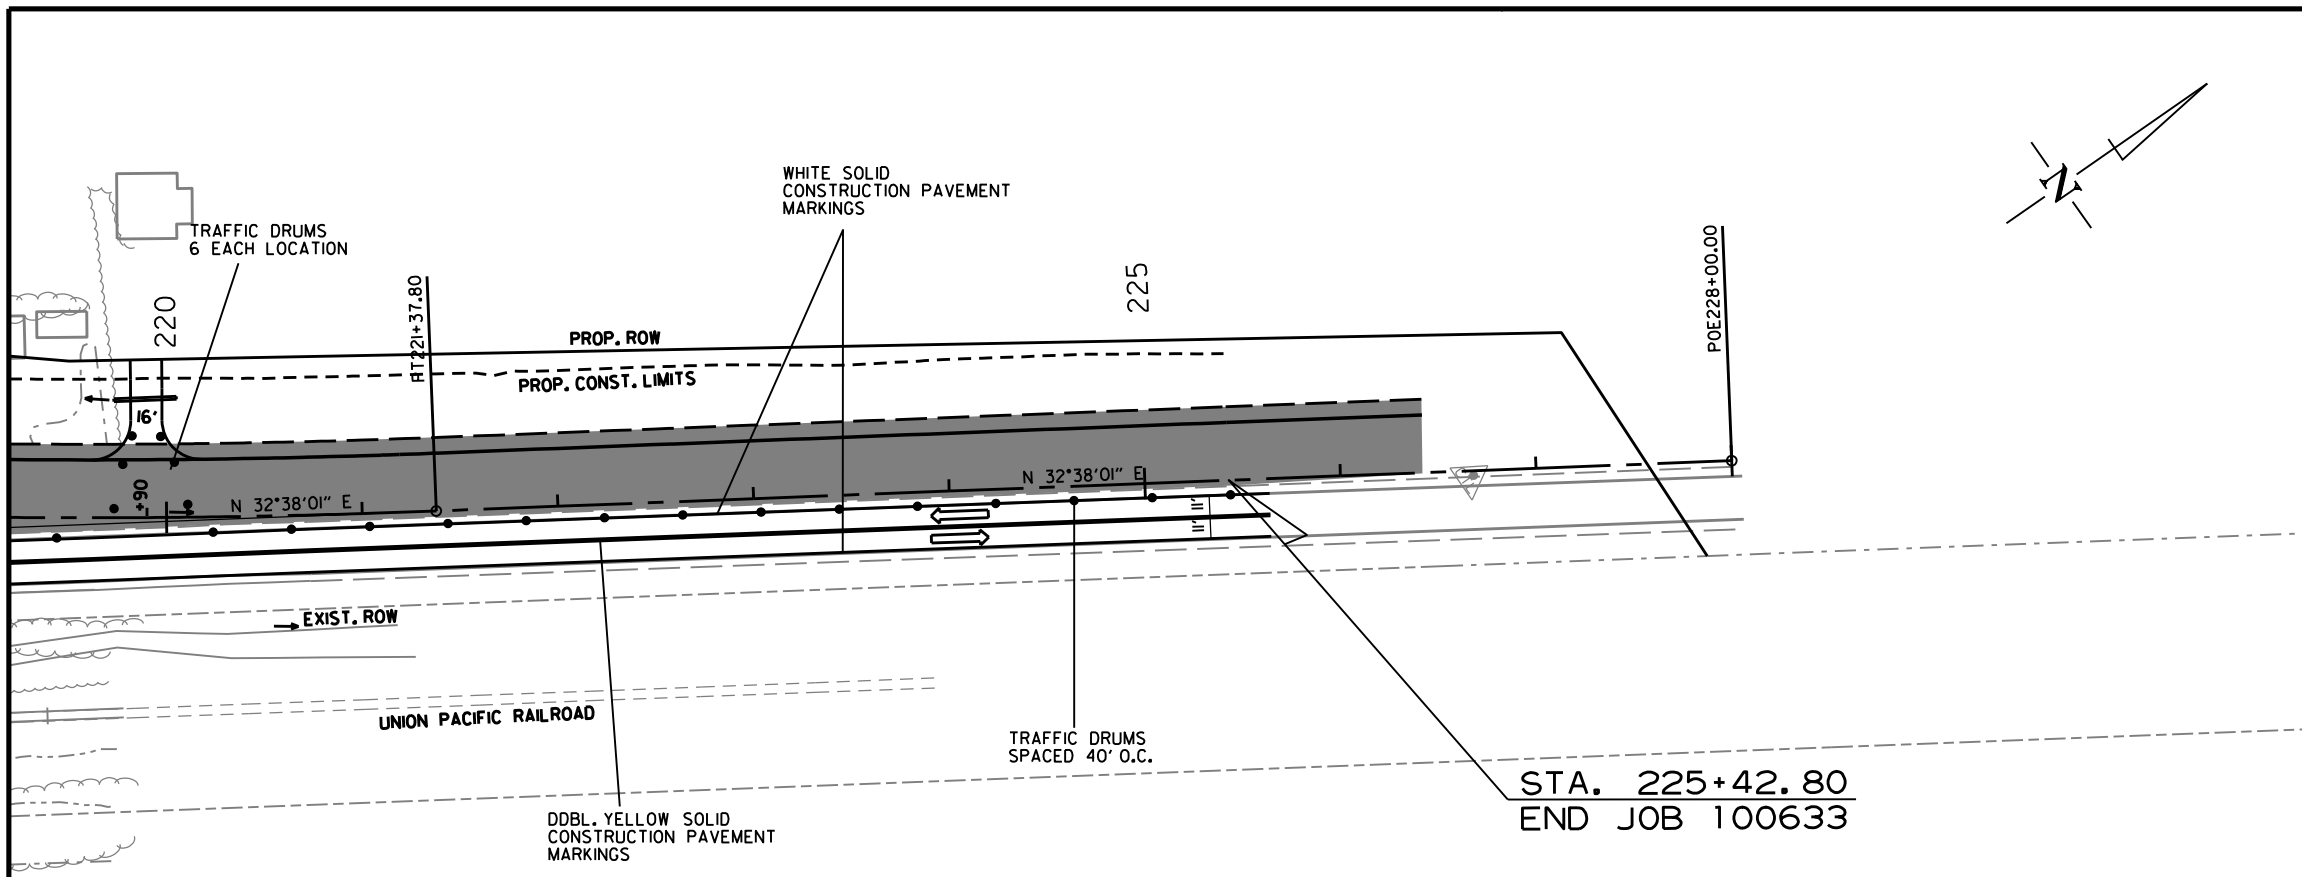 WHITE SOLID
CONSTRUCTION PAVEMENT
MARKINGS
TRAFFIC DRUMS
6 EACH LOCATION
N
220
225
AT221+37.80
POE228+00.00
PROP. ROW
PROP. CONST. LIMITS
16'
+90
N 32°38'01" E
N 32°38'01" E
11'
11'
EXIST. ROW
UNION PACIFIC RAILROAD
TRAFFIC DRUMS
SPACED 40' O.C.
DDBL. YELLOW SOLID
CONSTRUCTION PAVEMENT
MARKINGS
STA. 225+42.80
END JOB 100633